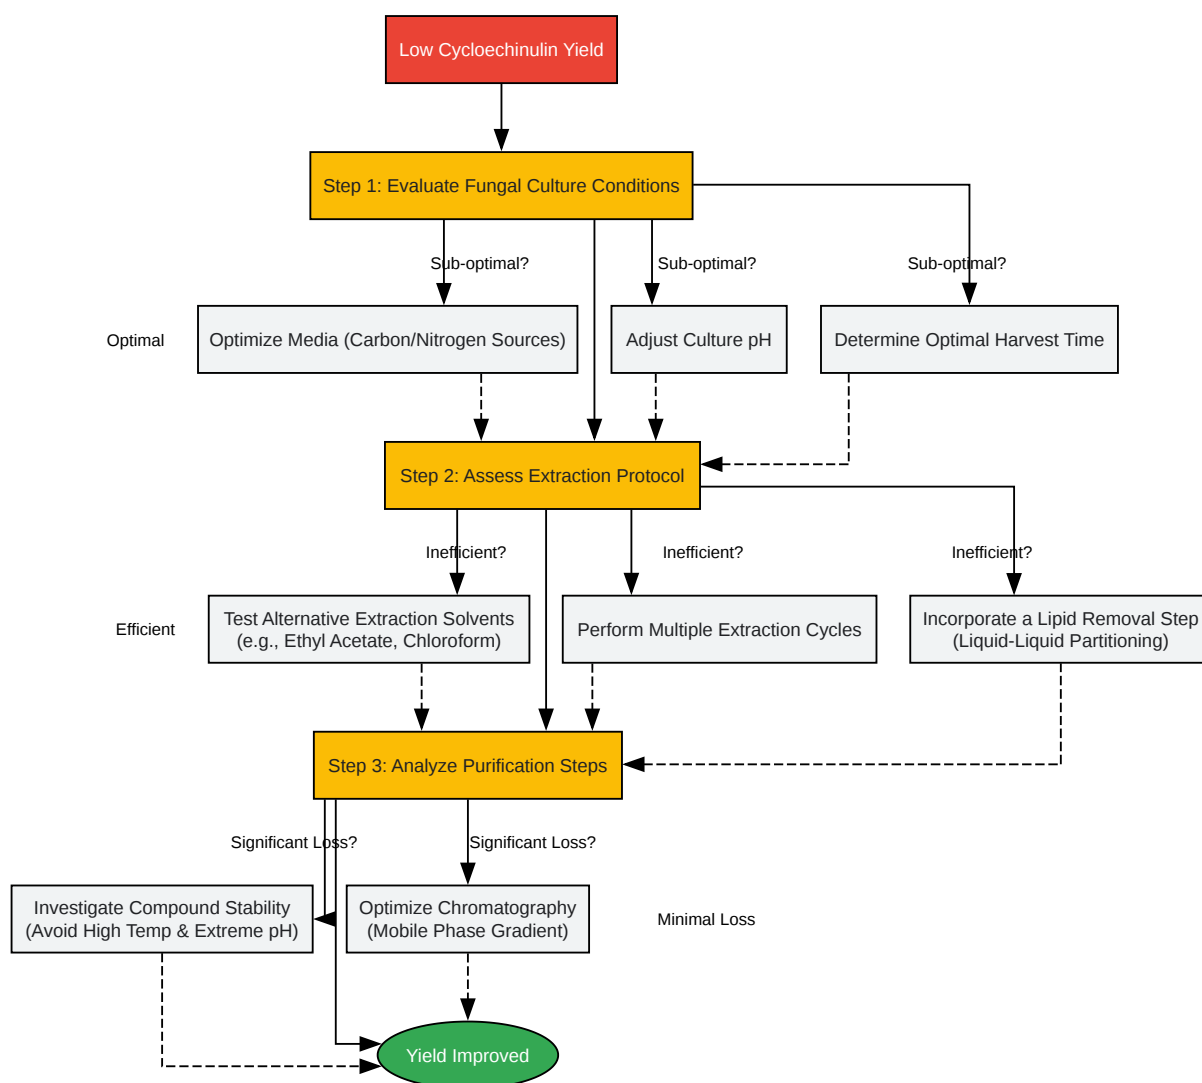 Low Cycloechinulin Yield
Step 1: Evaluate Fungal Culture Conditions
Sub-optimal?
Sub-optimal?
Sub-optimal?
Optimal
Optimize Media (Carbon/Nitrogen Sources)
Adjust Culture pH
Determine Optimal Harvest Time
Step 2: Assess Extraction Protocol
Inefficient?
Inefficient?
Inefficient?
Efficient
Test Alternative Extraction Solvents
(e.g., Ethyl Acetate, Chloroform)
Perform Multiple Extraction Cycles
Incorporate a Lipid Removal Step
(Liquid-Liquid Partitioning)
Step 3: Analyze Purification Steps
Significant Loss?
Significant Loss?
Investigate Compound Stability
(Avoid High Temp & Extreme pH)
Optimize Chromatography
(Mobile Phase Gradient)
Minimal Loss
Yield Improved